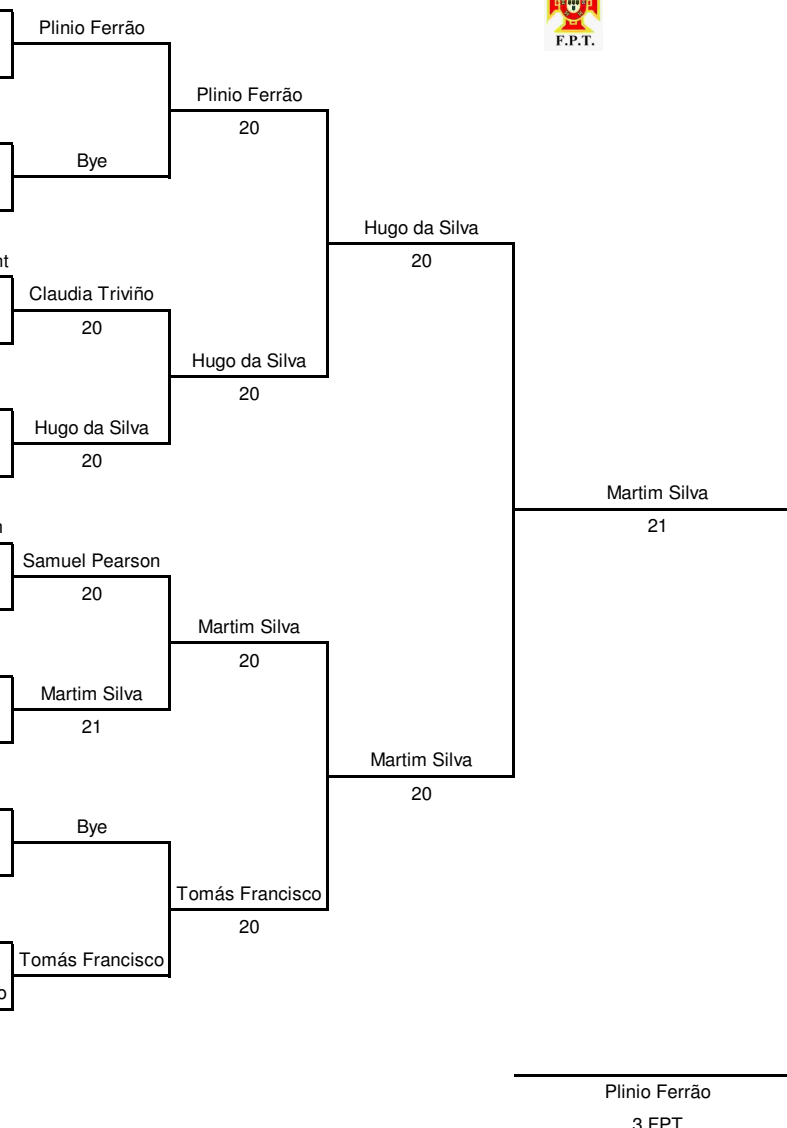 F.P.T.
Plinio Ferrão
Plinio Ferrão
20
Bye
Hugo da Silva
20
Claudia Triviño
20
Hugo da Silva
20
Hugo da Silva
20
Martim Silva
21
Samuel Pearson
20
Martim Silva
20
Martim Silva
21
Martim Silva
20
Bye
Tomás Francisco
20
Tomás Francisco
Plinio Ferrão
3 FPT